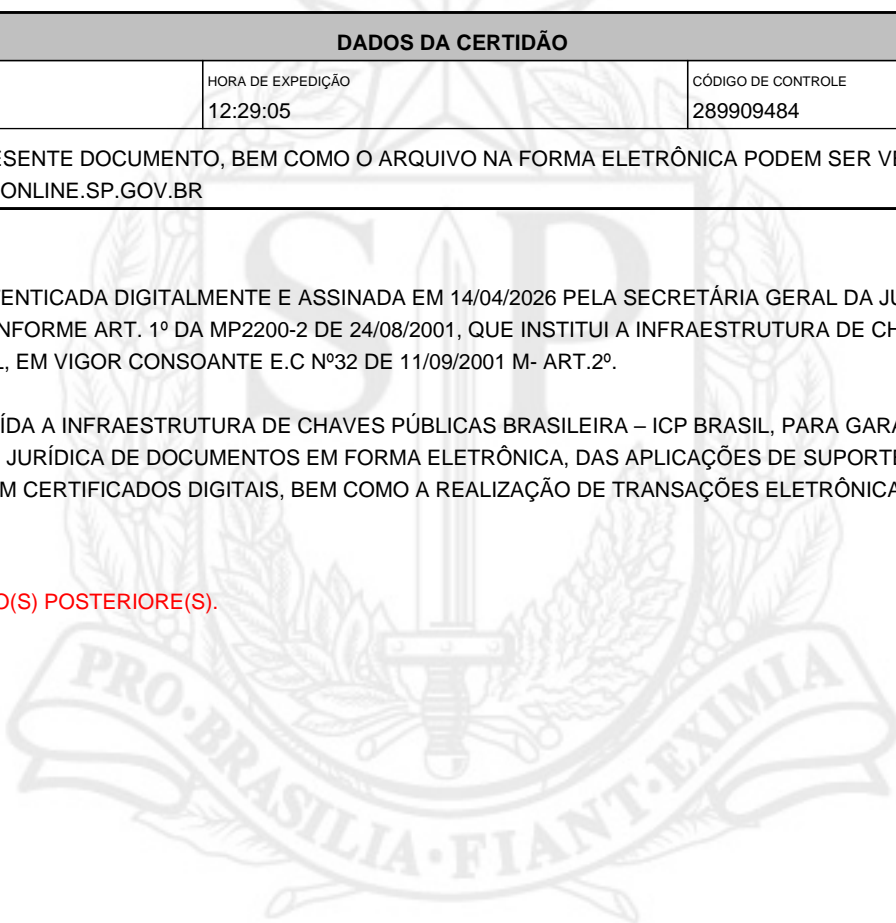 DADOS DA CERTIDÃO
HORA DE EXPEDIÇÃO
CÓDIGO DE CONTROLE
12:29:05
289909484
ESENTE DOCUMENTO, BEM COMO O ARQUIVO NA FORMA ELETRÔNICA PODEM SER VE
ONLINE.SP.GOV.BR
ENTICADA DIGITALMENTE E ASSINADA EM 14/04/2026 PELA SECRETÁRIA GERAL DA JU
NFORME ART. 1º DA MP2200-2 DE 24/08/2001, QUE INSTITUI A INFRAESTRUTURA DE CH
L, EM VIGOR CONSOANTE E.C Nº32 DE 11/09/2001 M- ART.2º.
ÍDA A INFRAESTRUTURA DE CHAVES PÚBLICAS BRASILEIRA – ICP BRASIL, PARA GARA
JURÍDICA DE DOCUMENTOS EM FORMA ELETRÔNICA, DAS APLICAÇÕES DE SUPORTE
M CERTIFICADOS DIGITAIS, BEM COMO A REALIZAÇÃO DE TRANSAÇÕES ELETRÔNICA
O(S) POSTERIORE(S).
SP
PRO·BRASILIA·FIANT·EXIMIA